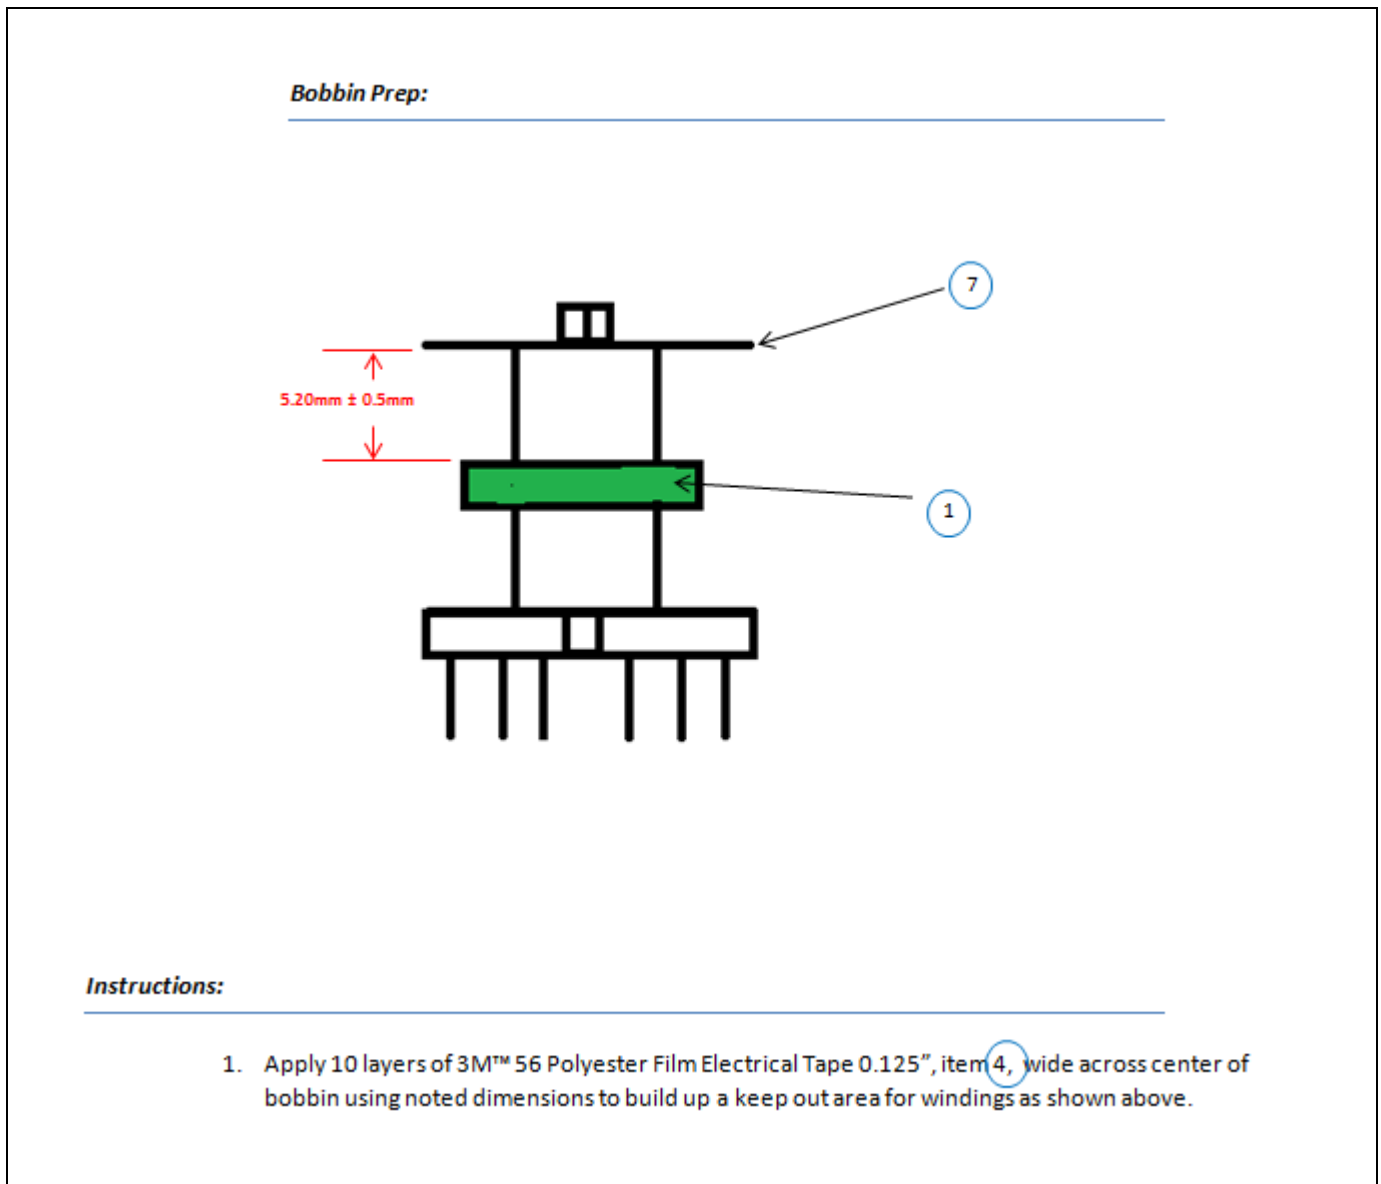 Bobbin Prep:
7
5.20mm ± 0.5mm
1
Instructions:
1. Apply 10 layers of 3M™ 56 Polyester Film Electrical Tape 0.125”, item 4, wide across center of
bobbin using noted dimensions to build up a keep out area for windings as shown above.